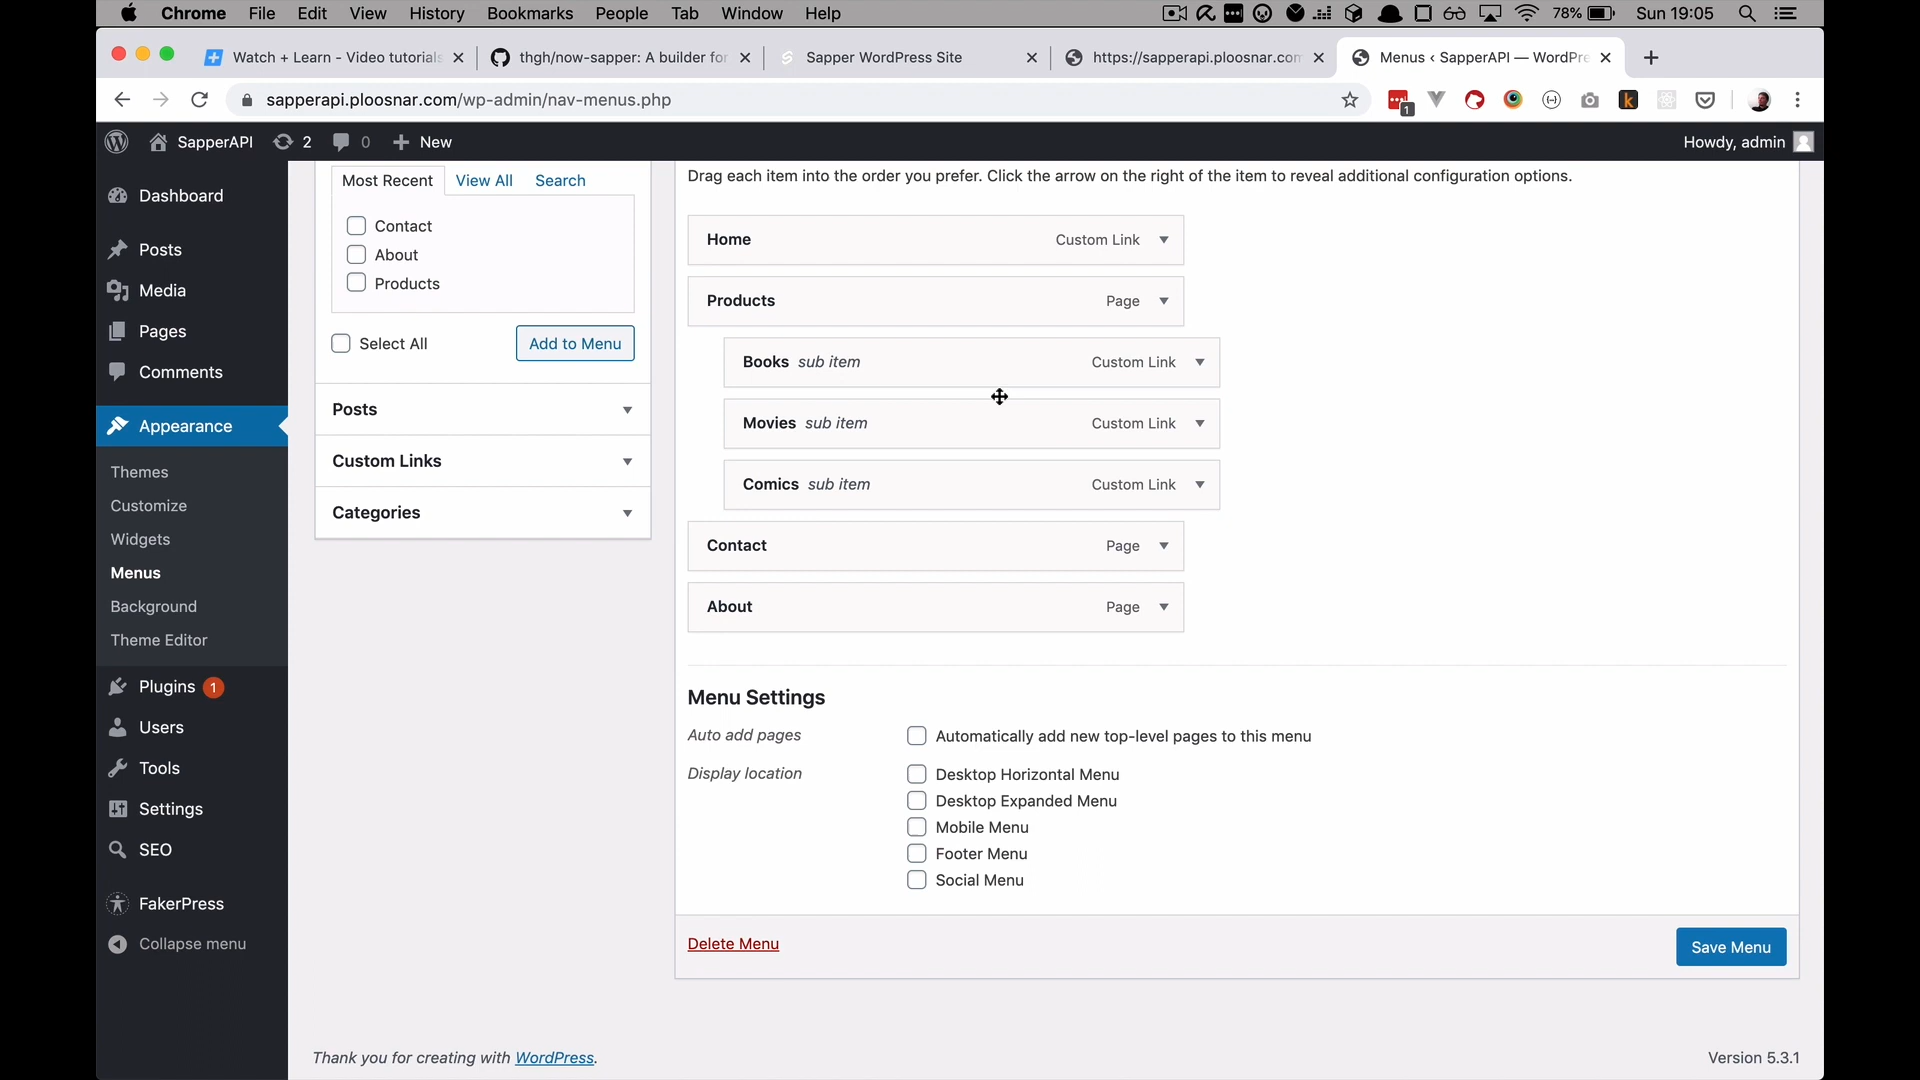 Chrome File Edit View History Bookmarks People Tab Window Help 78% Sun 19:05
Watch + Learn - Video tutorials
thgh/now-sapper: A builder for
Sapper WordPress Site
https://sapperapi.ploosnar.com
Menus ‹ SapperAPI — WordPre
sapperapi.ploosnar.com/wp-admin/nav-menus.php
1
SapperAPI 2 0 New Howdy, admin
Dashboard
Posts
Media
Pages
Comments
Appearance
Themes
Customize
Widgets
Menus
Background
Theme Editor
Plugins 1
Users
Tools
Settings
SEO
FakerPress
Collapse menu
Most Recent View All Search
Contact
About
Products
Select All Add to Menu
Posts
Custom Links
Categories
Drag each item into the order you prefer. Click the arrow on the right of the item to reveal additional configuration options.
Home Custom Link
Products Page
Books sub item Custom Link
Movies sub item Custom Link
Comics sub item Custom Link
Contact Page
About Page
Menu Settings
Auto add pages Automatically add new top-level pages to this menu
Display location Desktop Horizontal Menu
Desktop Expanded Menu
Mobile Menu
Footer Menu
Social Menu
Delete Menu Save Menu
Thank you for creating with WordPress. Version 5.3.1